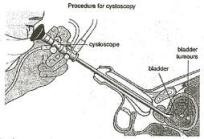 Procedure for cystoscopy
cystoscope
bladder
tumours
bladder